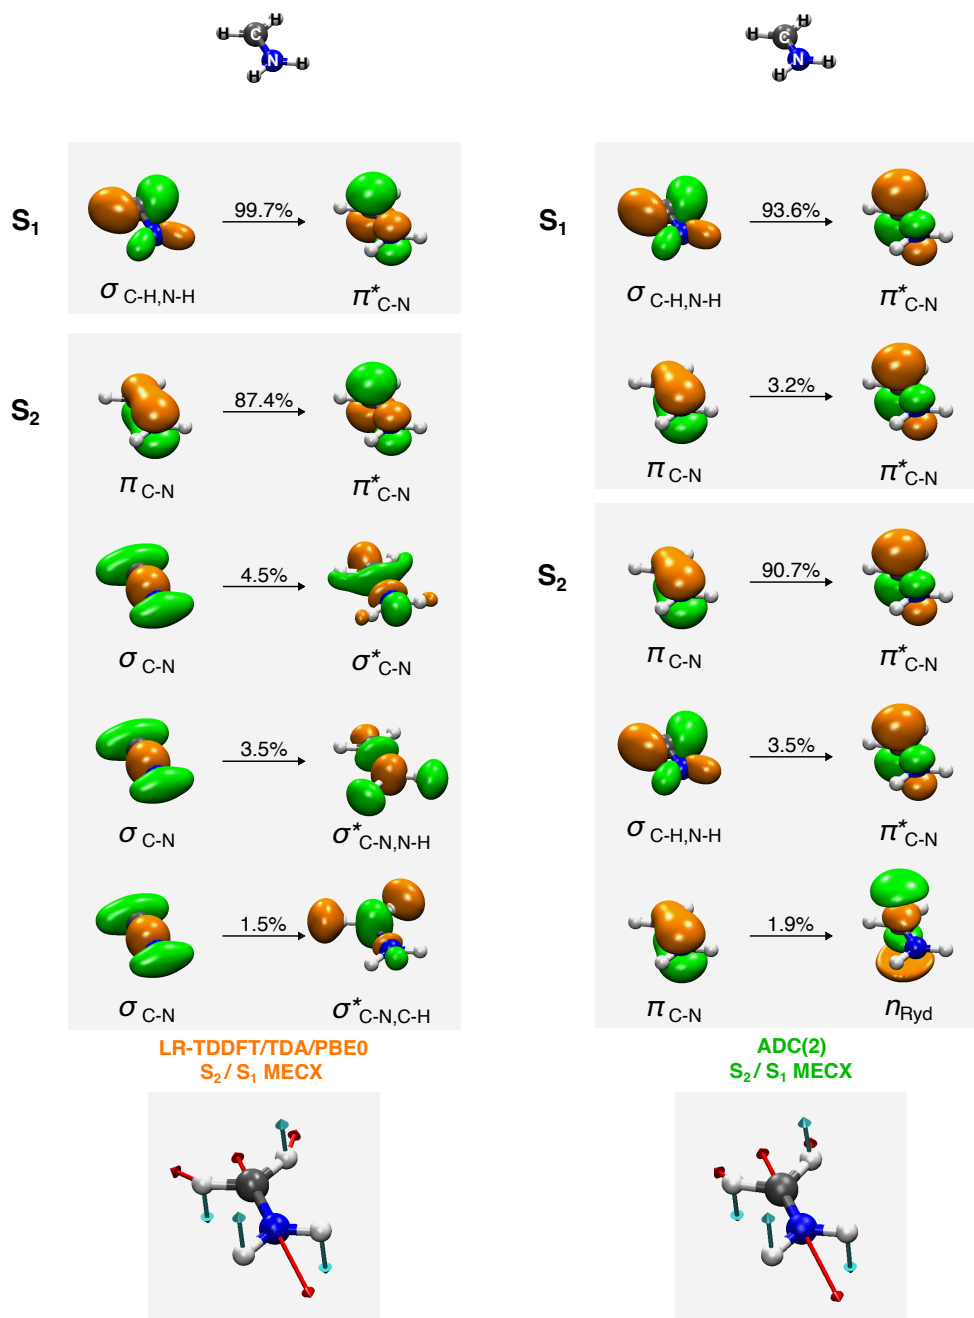 H C H
N
H H
S₁
99.7%
σ C-H,N-H
π*C-N
S₂
87.4%
π C-N
π*C-N
4.5%
σ C-N
σ*C-N
3.5%
σ C-N
σ*C-N,N-H
1.5%
σ C-N
σ*C-N,C-H
LR-TDDFT/TDA/PBE0
S₂ / S₁ MECX
H C H
N
H H
S₁
93.6%
σ C-H,N-H
π*C-N
3.2%
π C-N
π*C-N
S₂
90.7%
π C-N
π*C-N
3.5%
σ C-H,N-H
π*C-N
1.9%
π C-N
nRyd
ADC(2)
S₂ / S₁ MECX